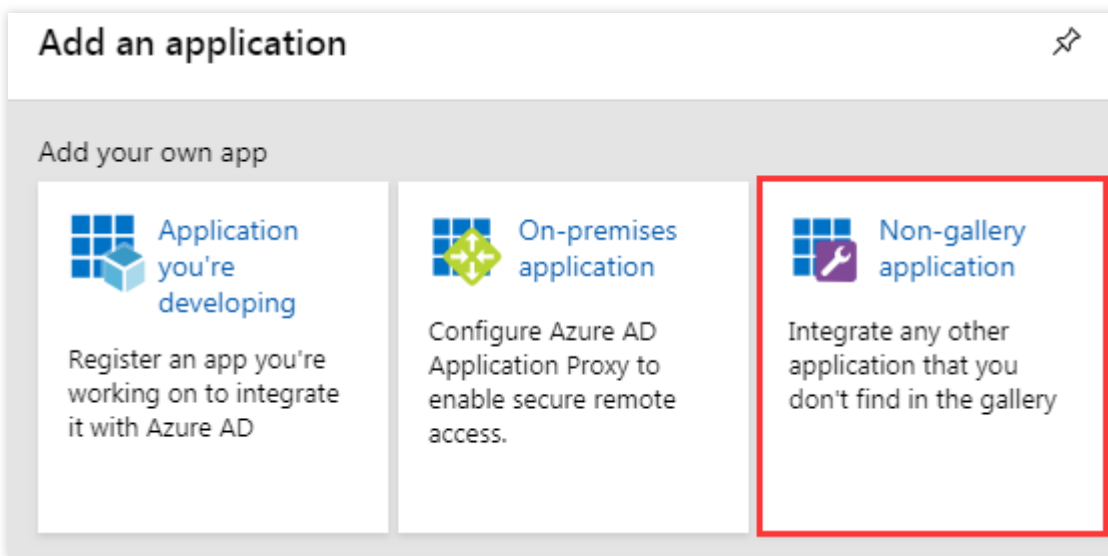 Add an application
Add your own app
Application
you're
developing
Register an app you're
working on to integrate
it with Azure AD
On-premises
application
Configure Azure AD
Application Proxy to
enable secure remote
access.
Non-gallery
application
Integrate any other
application that you
don't find in the gallery